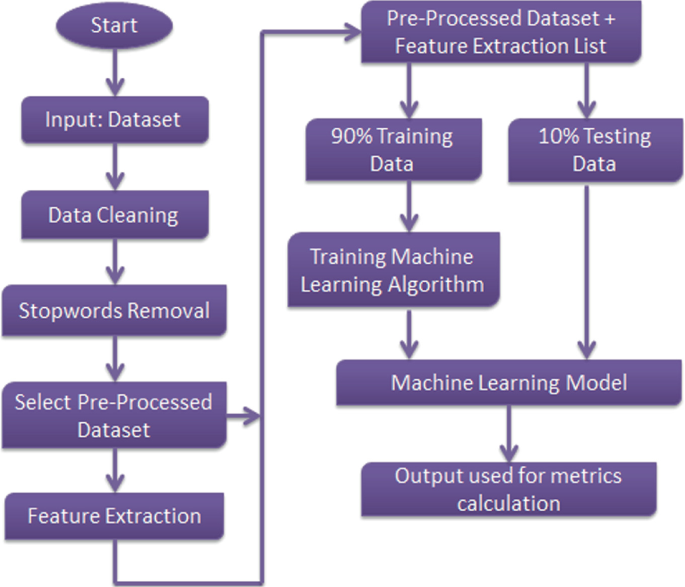 Start
Input: Dataset
Data Cleaning
Stopwords Removal
Select Pre-Processed
Dataset
Feature Extraction
Pre-Processed Dataset +
Feature Extraction List
90% Training
Data
10% Testing
Data
Training Machine
Learning Algorithm
Machine Learning Model
Output used for metrics
calculation